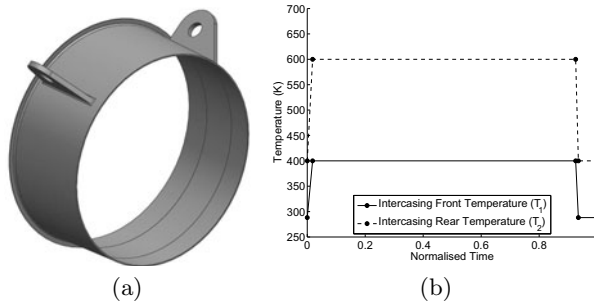 700
650
600
550
500
450
400
350
300
250
Temperature (K)
Intercasing Front Temperature (T1)
Intercasing Rear Temperature (T2)
0
0.2
0.4
0.6
0.8
Normalised Time
(a)
(b)